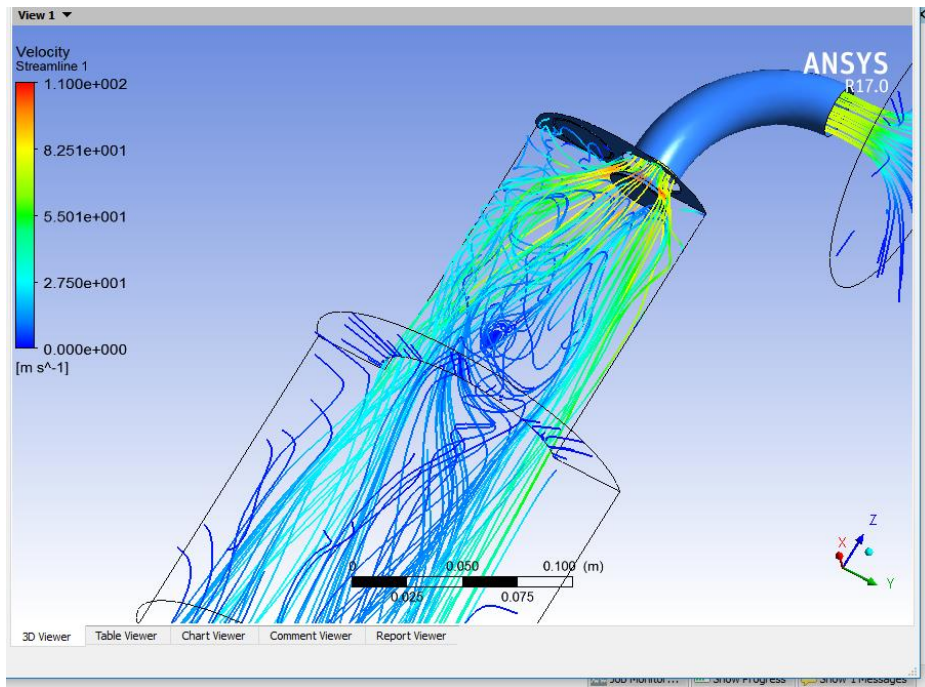 View 1
Velocity
Streamline 1
1.100e+002
8.251e+001
5.501e+001
2.750e+001
0.000e+000
[m s^-1]
ANSYS
R17.0
X
Z
Y
0
0.050
0.100 (m)
0.025
0.075
3D Viewer
Table Viewer
Chart Viewer
Comment Viewer
Report Viewer
Job Monitor...
Show Progress
Show 1 Messages